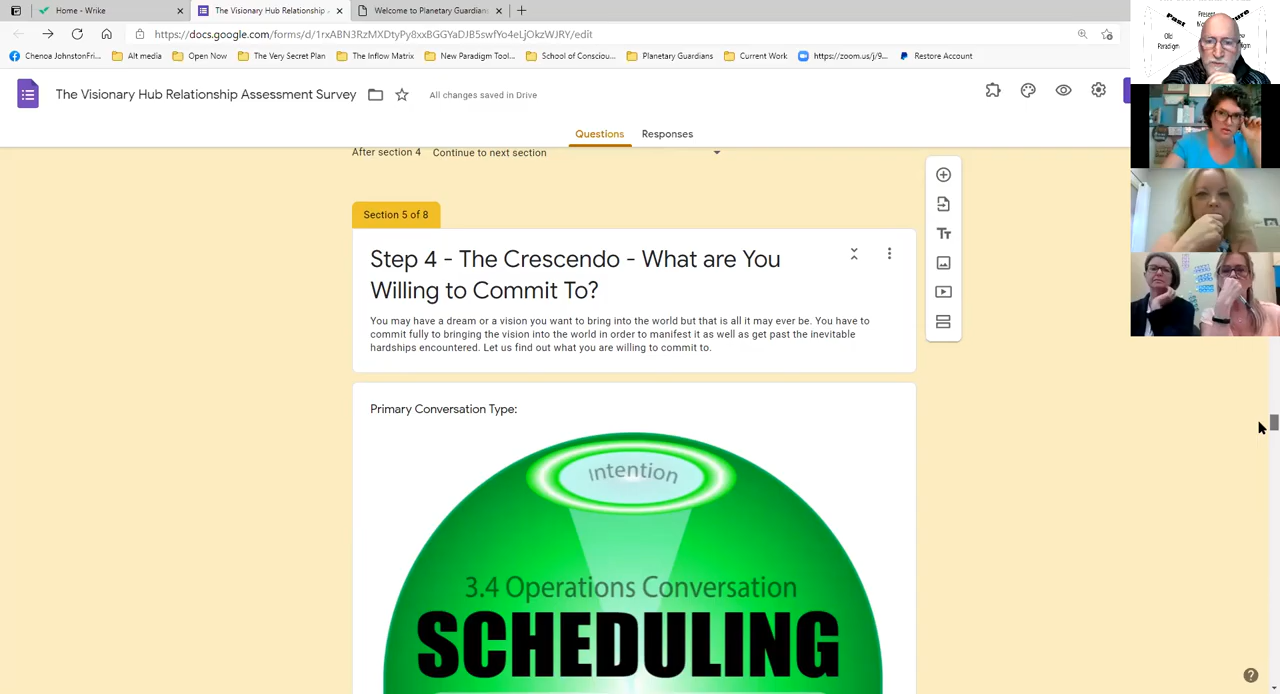 Home - Wrike
The Visionary Hub Relationship
Welcome to Planetary Guardians
https://docs.google.com/forms/d/1rxABN3RzMXDtyPy8xxBGGYaDJB5swfYo4eLjOkzWJRY/edit
Chenoa JohnstonFri...
Alt media
Open Now
The Very Secret Plan
The Inflow Matrix
New Paradigm Tool...
School of Consciou...
Planetary Guardians
Current Work
https://zoom.us/j/9...
Restore Account
Past
Present
Old
Paradigm
The Visionary Hub Relationship Assessment Survey
All changes saved in Drive
Questions
Responses
After section 4
Continue to next section
Section 5 of 8
Step 4 - The Crescendo - What are You
Willing to Commit To?
You may have a dream or a vision you want to bring into the world but that is all it may ever be. You have to
commit fully to bringing the vision into the world in order to manifest it as well as get past the inevitable
hardships encountered. Let us find out what you are willing to commit to.
Primary Conversation Type:
Intention
3.4 Operations Conversation
SCHEDULING